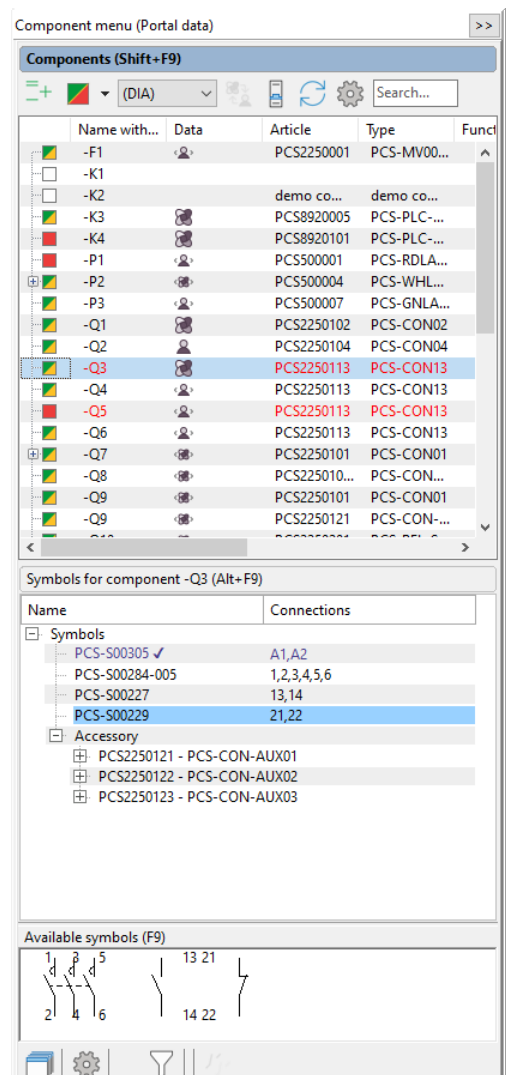 Component menu (Portal data) >>
Components (Shift+F9)
(DIA) Search...
Name with... Data Article Type Funct
-F1 PCS2250001 PCS-MV00...
-K1
-K2 demo co... demo co...
-K3 PCS8920005 PCS-PLC-...
-K4 PCS8920101 PCS-PLC-...
-P1 PCS500001 PCS-RDLA...
-P2 PCS500004 PCS-WHL...
-P3 PCS500007 PCS-GNLA...
-Q1 PCS2250102 PCS-CON02
-Q2 PCS2250104 PCS-CON04
-Q3 PCS2250113 PCS-CON13
-Q4 PCS2250113 PCS-CON13
-Q5 PCS2250113 PCS-CON13
-Q6 PCS2250113 PCS-CON13
-Q7 PCS2250101 PCS-CON01
-Q8 PCS225010... PCS-CON...
-Q9 PCS2250101 PCS-CON01
-Q9 PCS2250121 PCS-CON-...
Symbols for component -Q3 (Alt+F9)
Name Connections
Symbols
PCS-S00305 ✓ A1,A2
PCS-S00284-005 1,2,3,4,5,6
PCS-S00227 13,14
PCS-S00229 21,22
Accessory
PCS2250121 - PCS-CON-AUX01
PCS2250122 - PCS-CON-AUX02
PCS2250123 - PCS-CON-AUX03
Available symbols (F9)
1 3 5 13 21
2 4 6 14 22